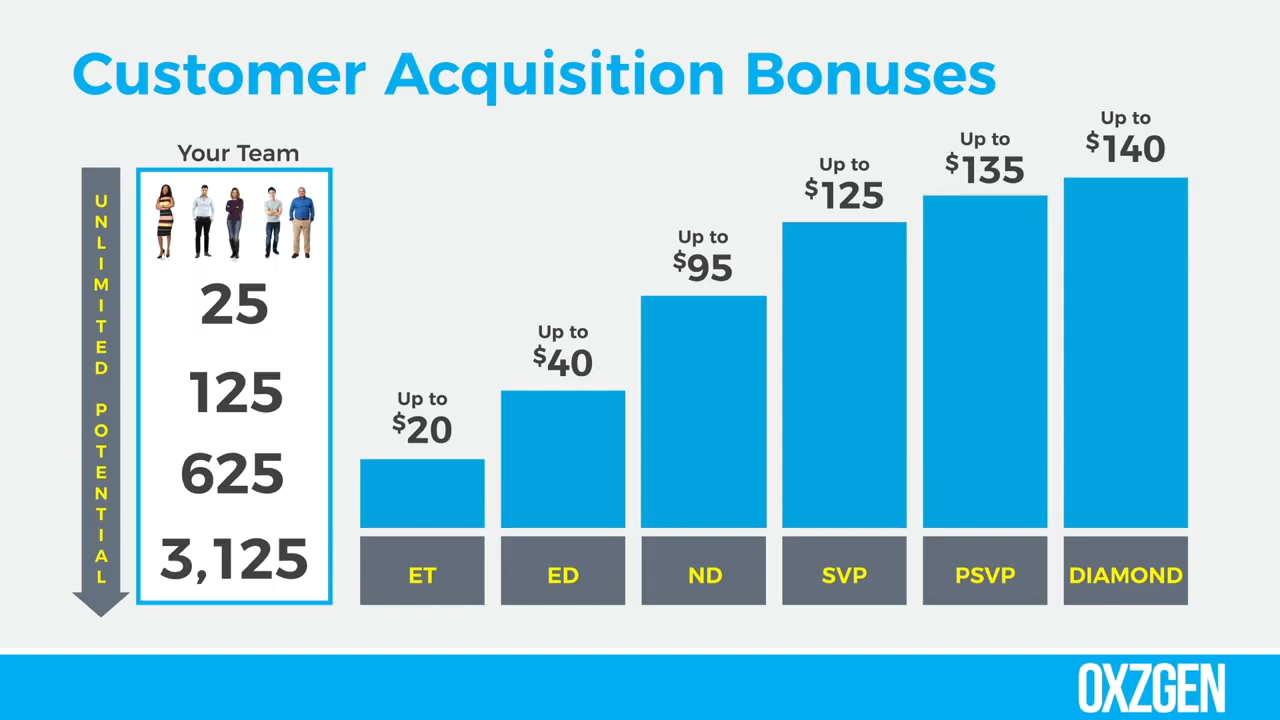 Customer Acquisition Bonuses
Your Team
UNLIMITED POTENTIAL
25
125
625
3,125
Up to
$20
ET
Up to
$40
ED
Up to
$95
ND
Up to
$125
SVP
Up to
$135
PSVP
Up to
$140
DIAMOND
OXZGEN